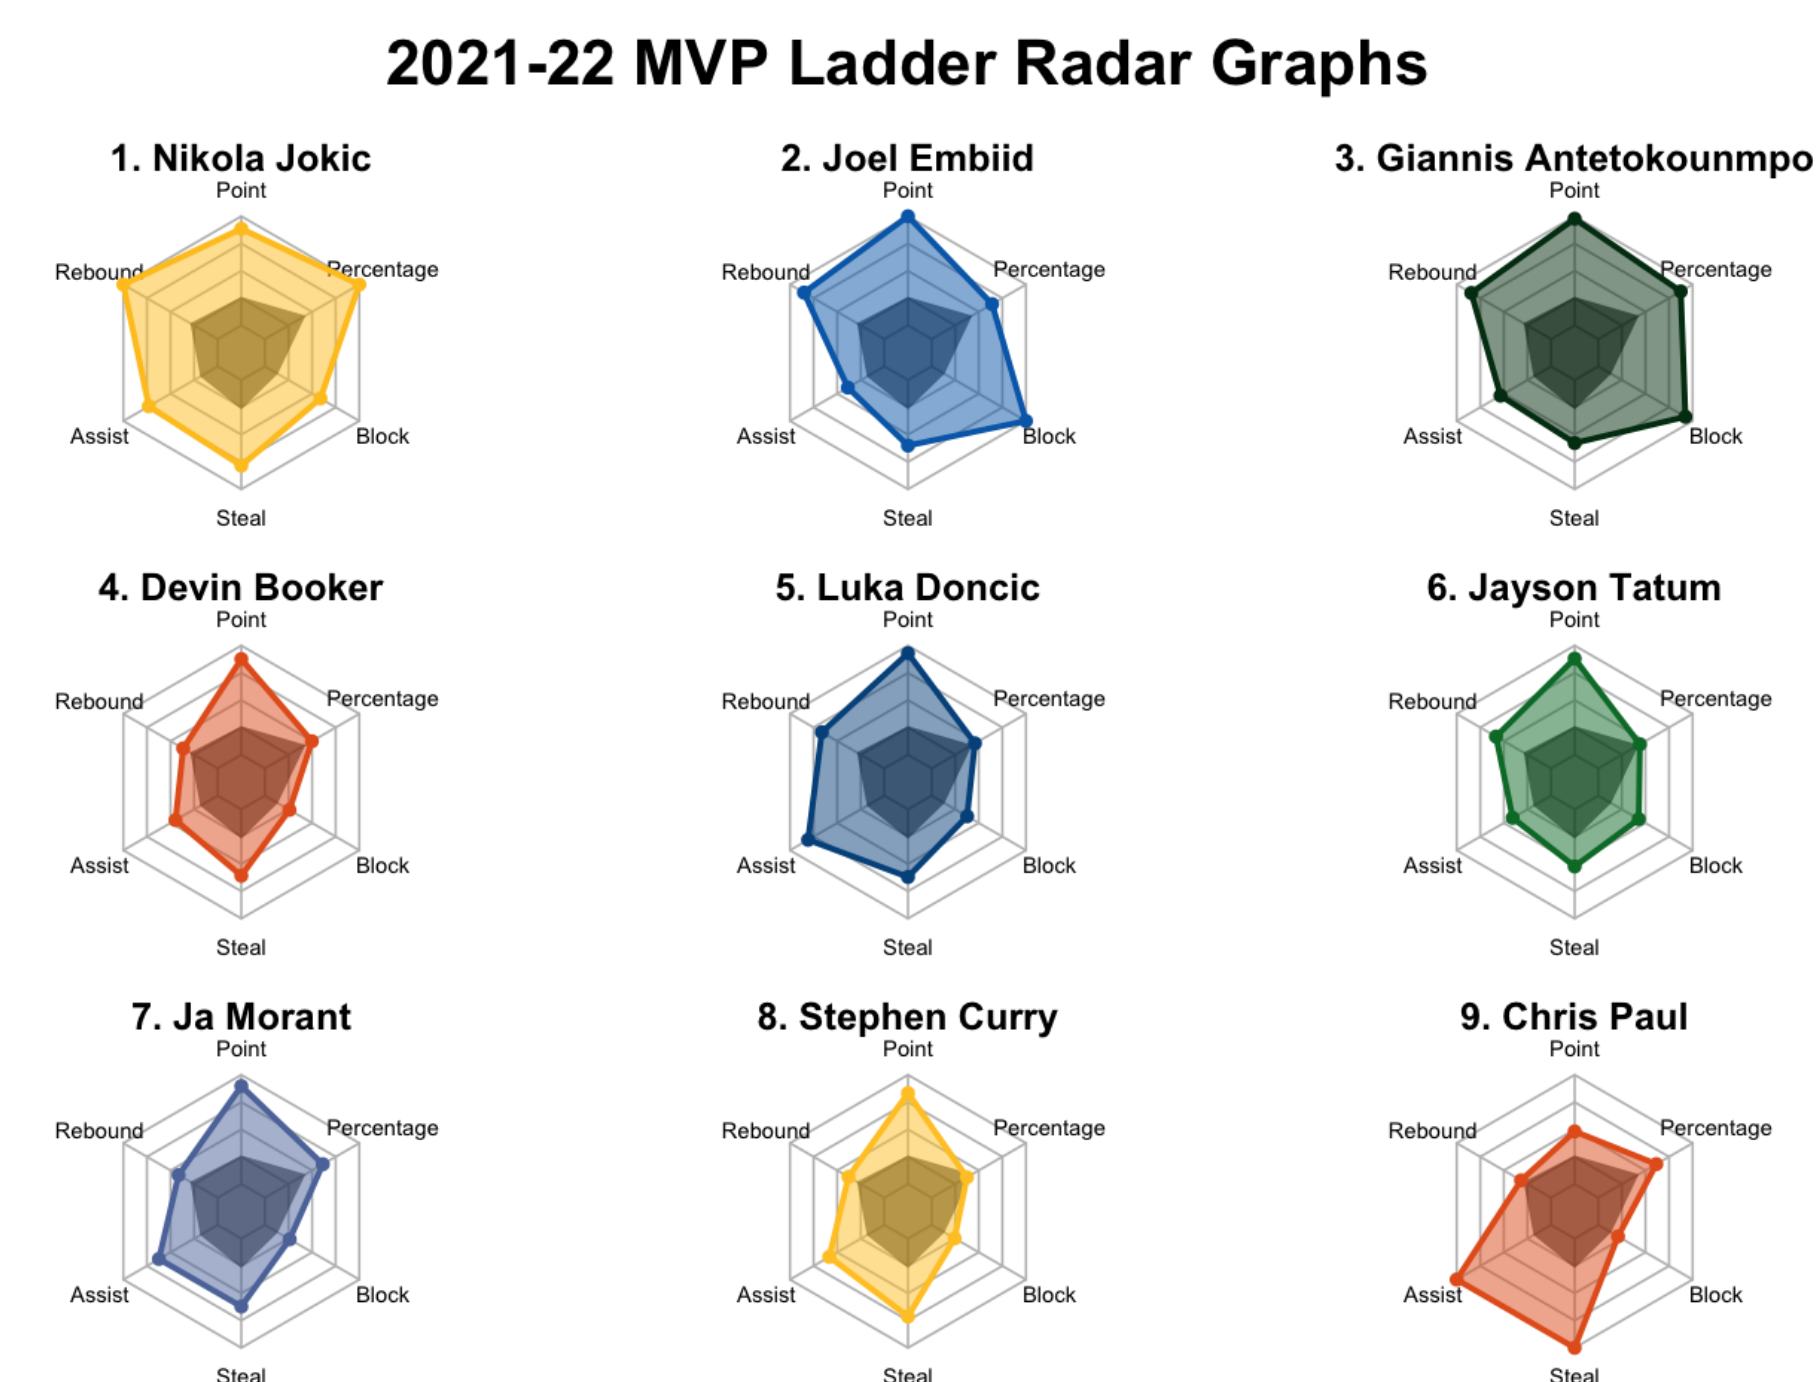 2021-22 MVP Ladder Radar Graphs
1. Nikola Jokic
Point
Rebound
Percentage
Assist
Block
Steal
2. Joel Embiid
Point
Rebound
Percentage
Assist
Block
Steal
3. Giannis Antetokounmpo
Point
Rebound
Percentage
Assist
Block
Steal
4. Devin Booker
Point
Rebound
Percentage
Assist
Block
Steal
5. Luka Doncic
Point
Rebound
Percentage
Assist
Block
Steal
6. Jayson Tatum
Point
Rebound
Percentage
Assist
Block
Steal
7. Ja Morant
Point
Rebound
Percentage
Assist
Block
Steal
8. Stephen Curry
Point
Rebound
Percentage
Assist
Block
Steal
9. Chris Paul
Point
Rebound
Percentage
Assist
Block
Steal